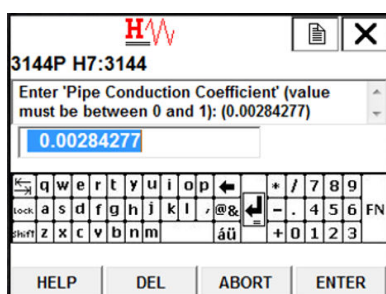 H
3144P H7:3144
Enter 'Pipe Conduction Coefficient' (value
must be between 0 and 1): (0.00284277)
0.00284277
q w e r t y u i o p * / 7 8 9
Lock a s d f g h j k l , @& - . 4 5 6 FN
Shift z x c v b n m áü + 0 1 2 3
HELP DEL ABORT ENTER